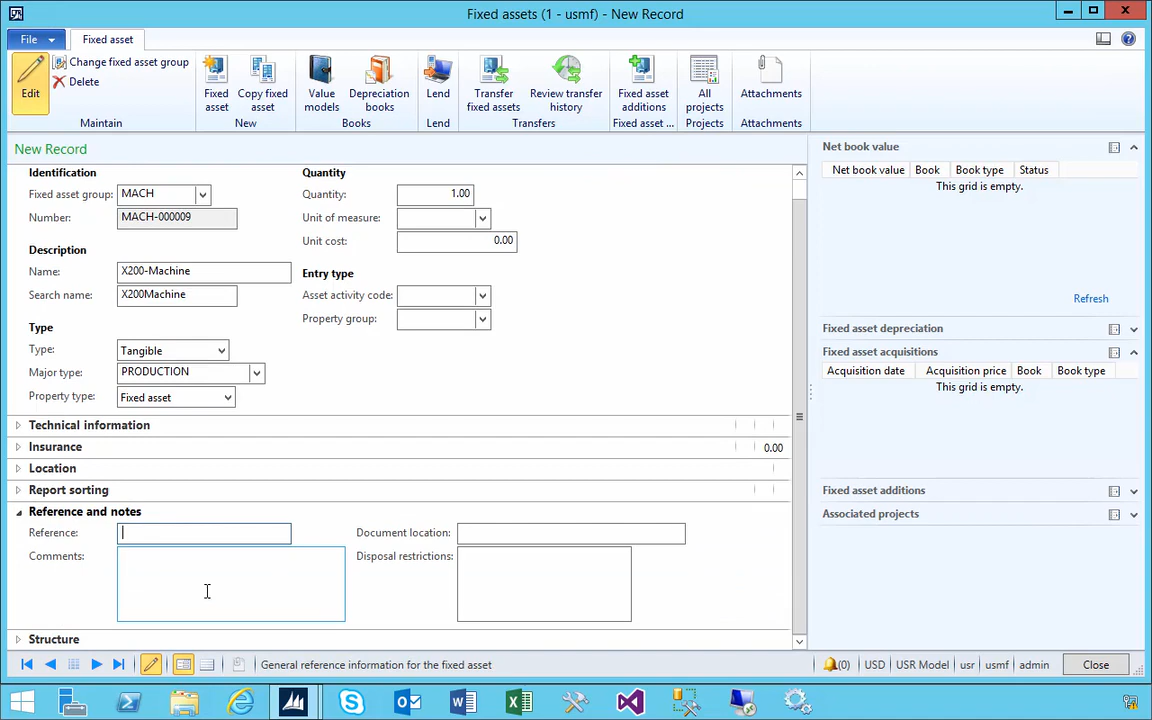 Fixed assets (1 - usmf) - New Record
File
Fixed asset
Edit
Change fixed asset group
Delete
Maintain
Fixed asset
Copy fixed asset
New
Value models
Depreciation books
Books
Lend
Lend
Transfer fixed assets
Review transfer history
Transfers
Fixed asset additions
Fixed asset ...
All projects
Projects
Attachments
Attachments
New Record
Identification
Fixed asset group: MACH
Number: MACH-000009
Description
Name: X200-Machine
Search name: X200Machine
Type
Type: Tangible
Major type: PRODUCTION
Property type: Fixed asset
Quantity
Quantity: 1.00
Unit of measure:
Unit cost: 0.00
Entry type
Asset activity code:
Property group:
Technical information
Insurance 0.00
Location
Report sorting
Reference and notes
Reference:
Comments:
Document location:
Disposal restrictions:
Structure
Net book value
Net book value Book Book type Status
This grid is empty.
Refresh
Fixed asset depreciation
Fixed asset acquisitions
Acquisition date Acquisition price Book Book type
This grid is empty.
Fixed asset additions
Associated projects
General reference information for the fixed asset
(0) USD USR Model usr usmf admin Close